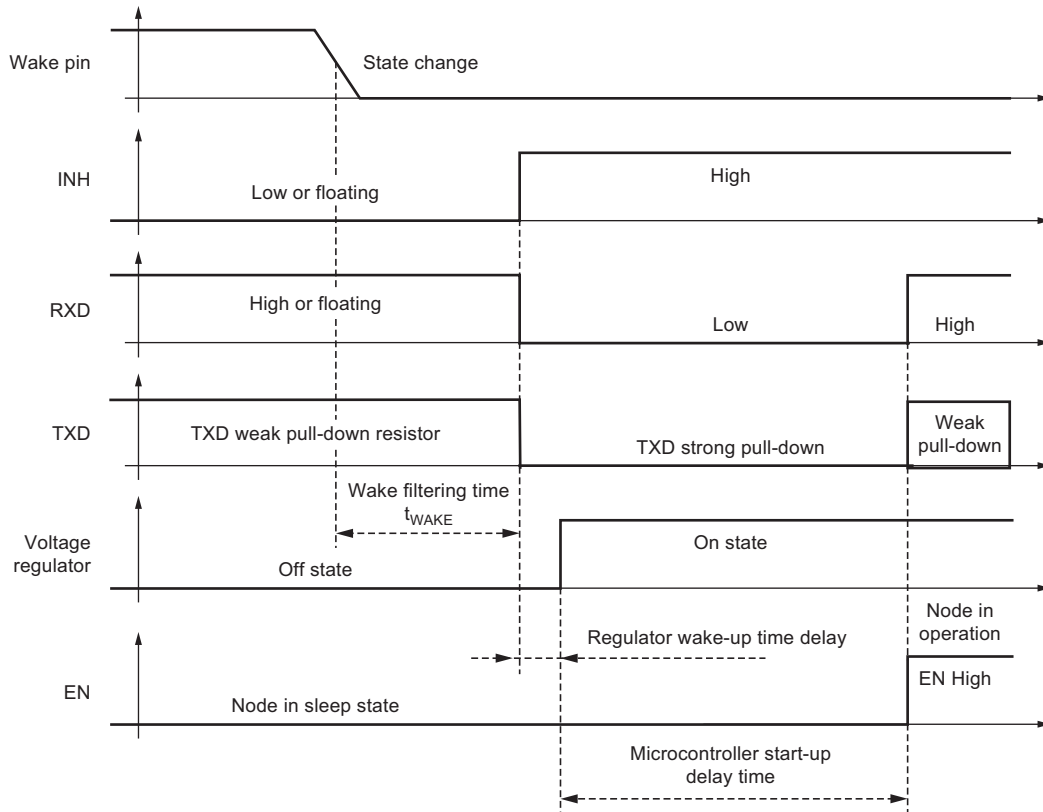 Wake pin
State change
INH
Low or floating
High
RXD
High or floating
Low
High
TXD
TXD weak pull-down resistor
TXD strong pull-down
Weak
pull-down
Wake filtering time
tWAKE
Voltage
regulator
Off state
On state
Regulator wake-up time delay
Node in
operation
EN
Node in sleep state
EN High
Microcontroller start-up
delay time